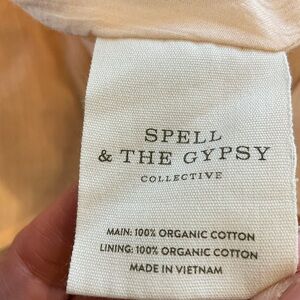 SPELL
& THE GYPSY
COLLECTIVE
MAIN: 100% ORGANIC COTTON
LINING: 100% ORGANIC COTTON
MADE IN VIETNAM